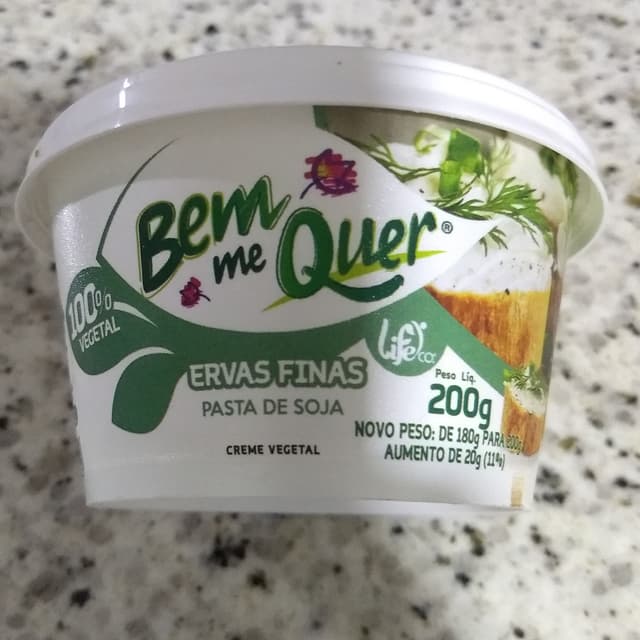 Bem
me Quer®
100%
VEGETAL
ERVAS FINAS
PASTA DE SOJA
CREME VEGETAL
Life co.
Peso Líq.
200g
NOVO PESO: DE 180g PARA 200g
AUMENTO DE 20g (11%)